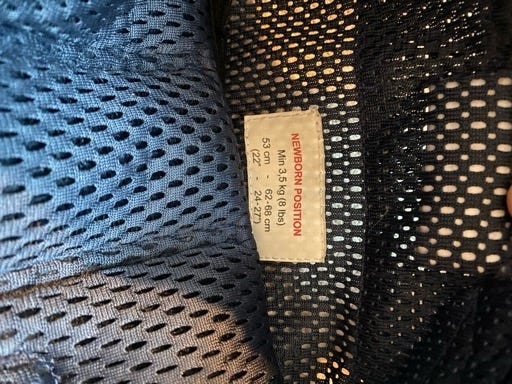 NEWBORN POSITION
Min 3,5 kg (8 lbs)
53 cm - 62-68 cm
(22" - 24-27")